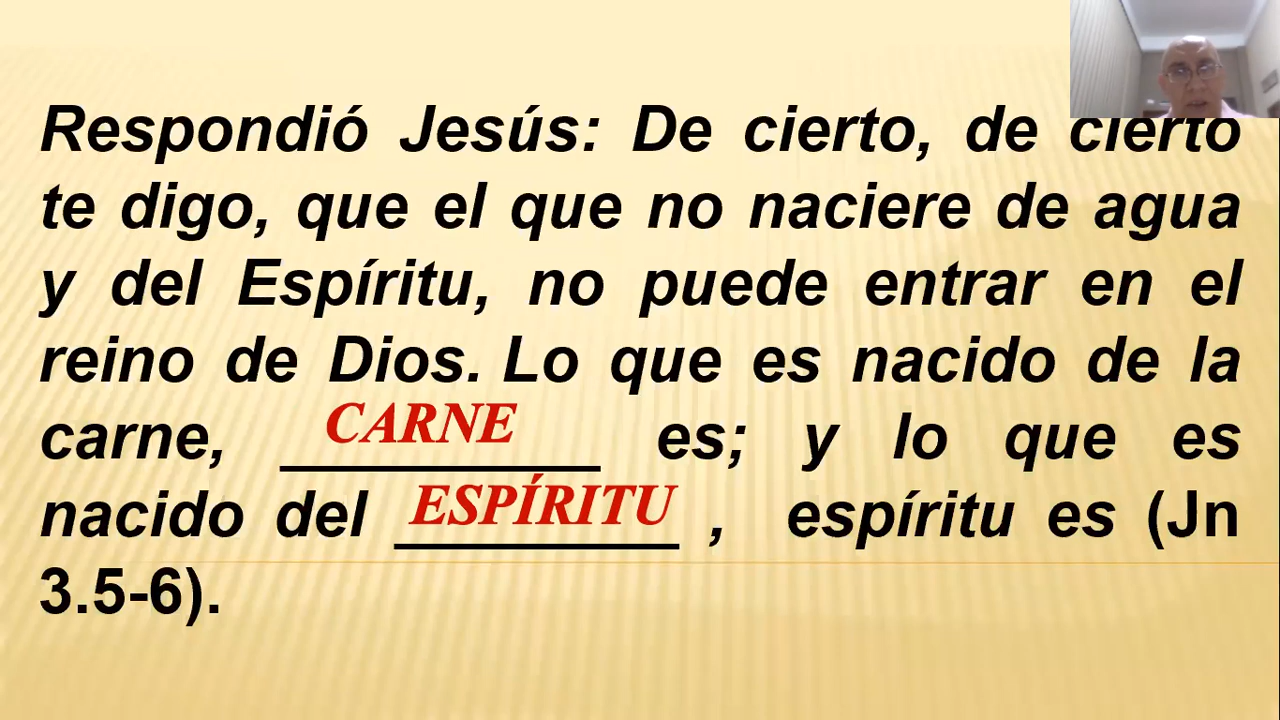 Respondió Jesús: De cierto, de cierto
te digo, que el que no naciere de agua
y del Espíritu, no puede entrar en el
reino de Dios. Lo que es nacido de la
carne, CARNE es; y lo que es
nacido del ESPÍRITU , espíritu es (Jn
3.5-6).